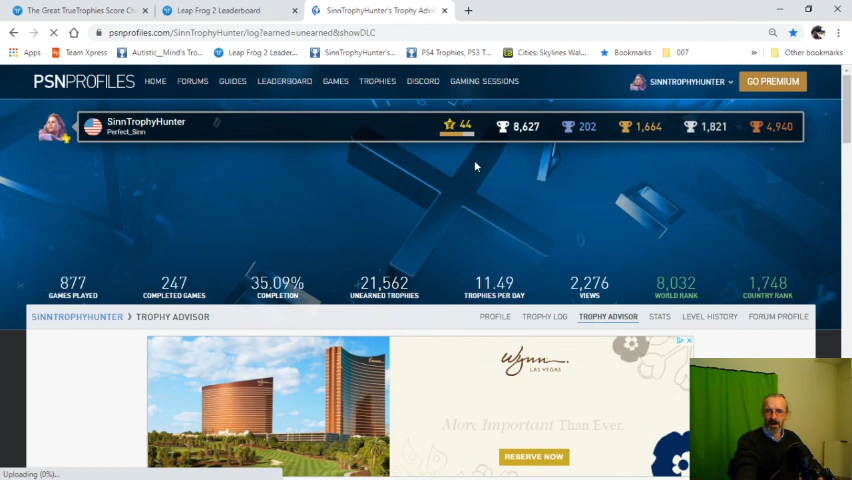 The Great TrueTrophies Score Ch
Leap Frog 2 Leaderboard
SinnTrophyHunter's Trophy Advi
psnprofiles.com/SinnTrophyHunter/log?earned=unearned&showDLC
Apps
Team Xpress
Autistic__Mind's Tro...
Leap Frog 2 Leader...
SinnTrophyHunter's...
PS4 Trophies, PS3 T...
Cities: Skylines Wal...
Bookmarks
007
»
Other bookmarks
PSNPROFILES
HOME FORUMS GUIDES LEADERBOARD GAMES TROPHIES DISCORD GAMING SESSIONS
SINNTROPHYHUNTER
GO PREMIUM
SinnTrophyHunter
Perfect_Sinn
44 8,627 202 1,664 1,821 4,940
877 247 35.09% 21,562 11.49 2,276 8,032 1,748
GAMES PLAYED COMPLETED GAMES COMPLETION UNEARNED TROPHIES TROPHIES PER DAY VIEWS WORLD RANK COUNTRY RANK
SINNTROPHYHUNTER › TROPHY ADVISOR
PROFILE TROPHY LOG TROPHY ADVISOR STATS LEVEL HISTORY FORUM PROFILE
Wynn
LAS VEGAS
More Important Than Ever.
RESERVE NOW
Uploading (0%)...